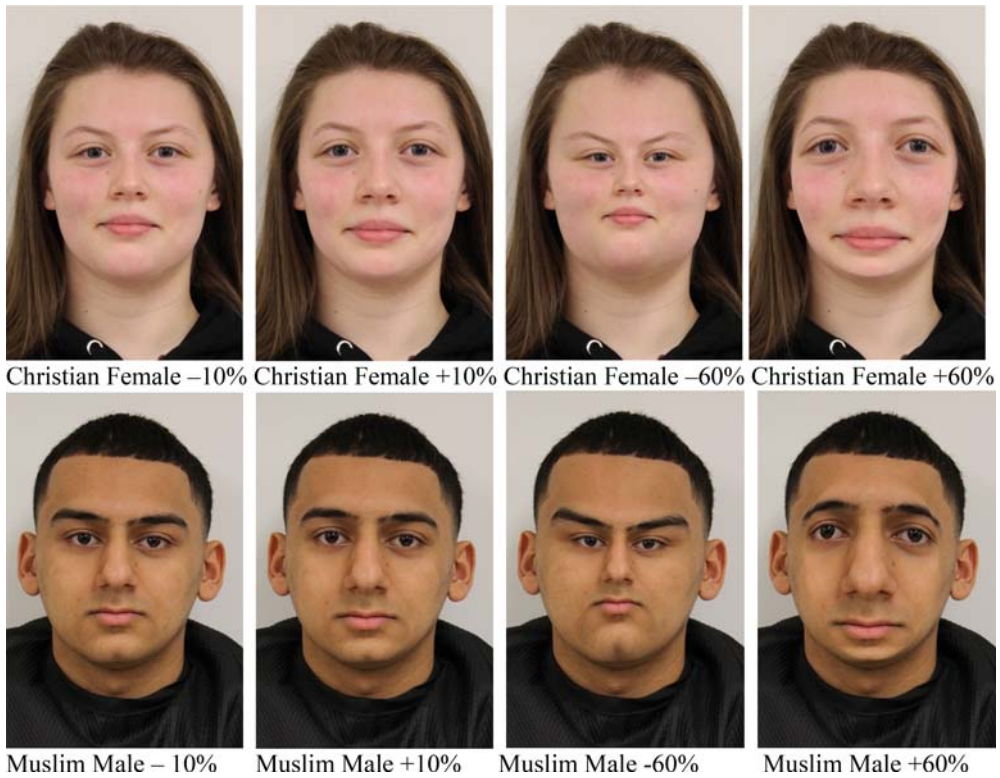 Christian Female –10% Christian Female +10% Christian Female –60% Christian Female +60%
Muslim Male – 10% Muslim Male +10% Muslim Male -60% Muslim Male +60%